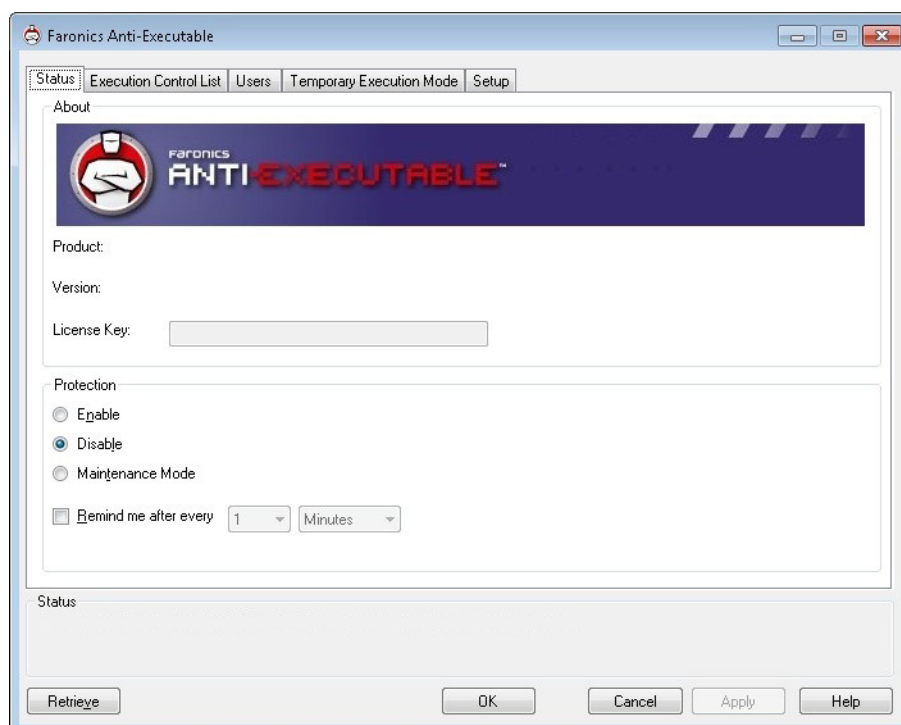 Faronics Anti-Executable
Status Execution Control List Users Temporary Execution Mode Setup
About
FARONICS
ANTI-EXECUTABLE™
Product:
Version:
License Key:
Protection
Enable
Disable
Maintenance Mode
Remind me after every 1 Minutes
Status
Retrieve OK Cancel Apply Help